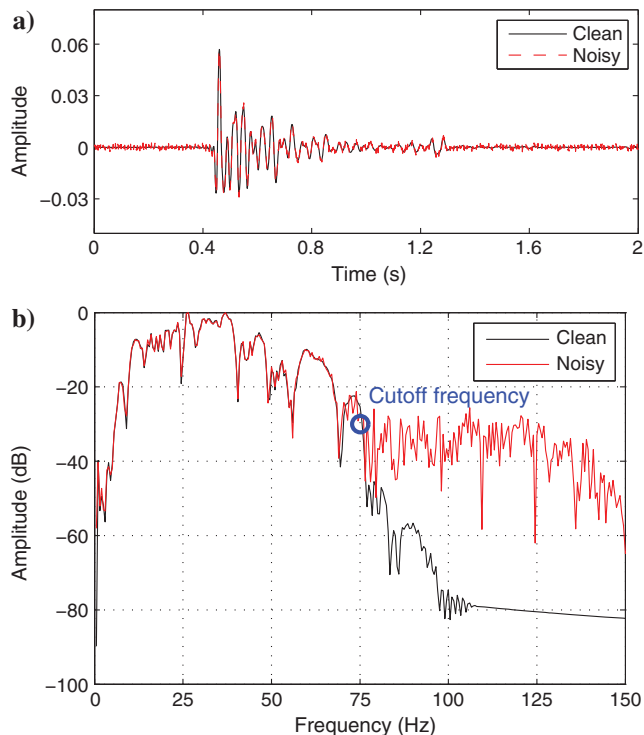 a)
Amplitude
0.06
0.03
0
−0.03
Clean
Noisy
0 0.4 0.8 1.2 1.6 2
Time (s)
b)
Amplitude (dB)
0
−20
−40
−60
−80
−100
Clean
Noisy
Cutoff frequency
0 25 50 75 100 125 150
Frequency (Hz)